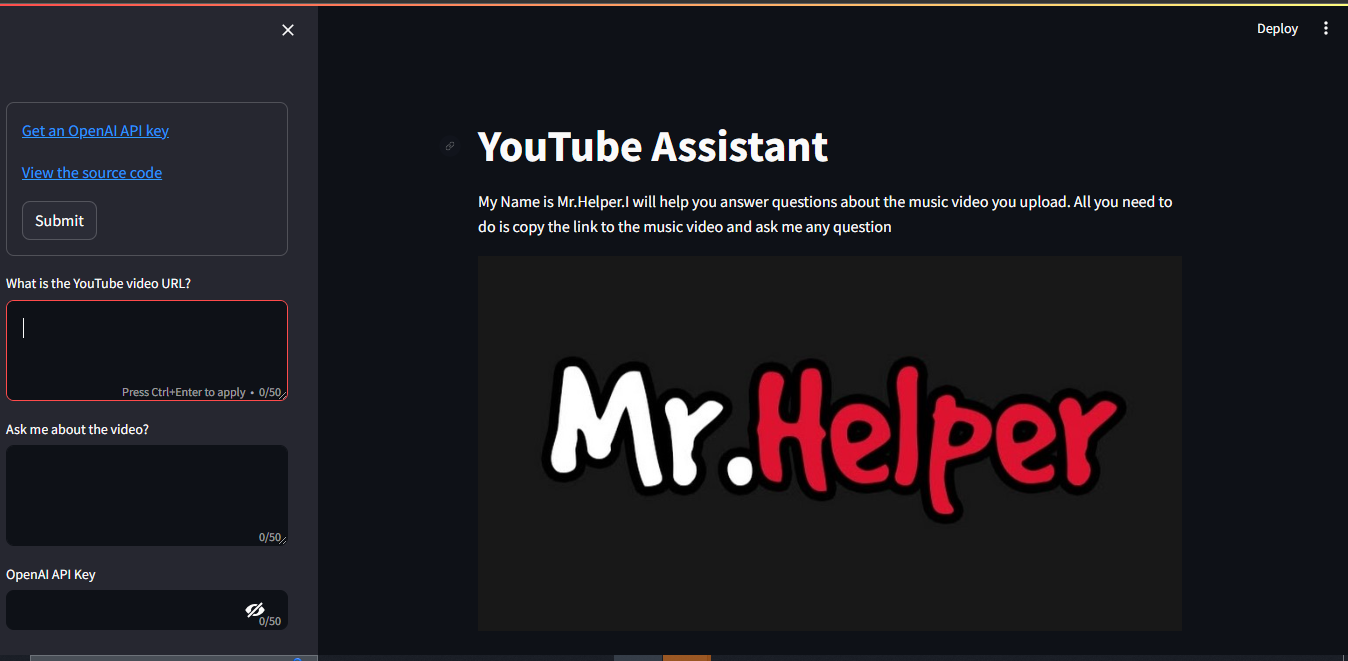 Deploy
Get an OpenAI API key
View the source code
Submit
What is the YouTube video URL?
Press Ctrl+Enter to apply • 0/50
Ask me about the video?
0/50
OpenAI API Key
0/50
YouTube Assistant
My Name is Mr.Helper.I will help you answer questions about the music video you upload. All you need to
do is copy the link to the music video and ask me any question
Mr.Helper